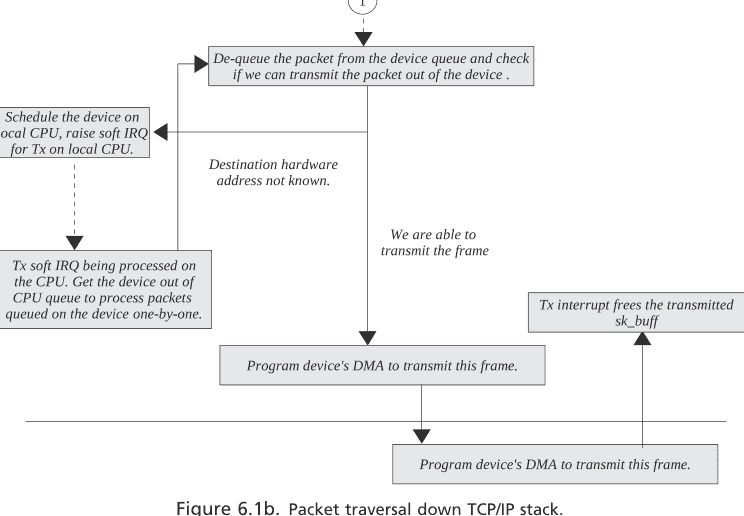 1
De-queue the packet from the device queue and check
if we can transmit the packet out of the device .
Schedule the device on
ocal CPU, raise soft IRQ
for Tx on local CPU.
Destination hardware
address not known.
We are able to
transmit the frame
Tx soft IRQ being processed on
the CPU. Get the device out of
CPU queue to process packets
queued on the device one-by-one.
Tx interrupt frees the transmitted
sk_buff
Program device's DMA to transmit this frame.
Program device's DMA to transmit this frame.
Figure 6.1b. Packet traversal down TCP/IP stack.